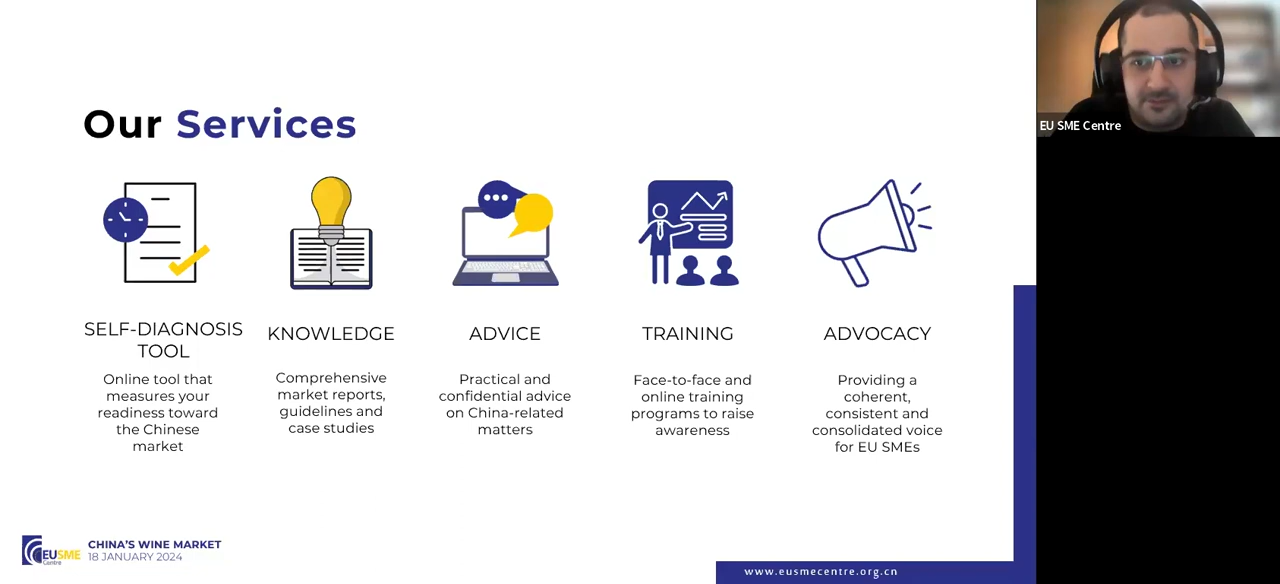 Our Services
SELF-DIAGNOSIS
TOOL
Online tool that
measures your
readiness toward
the Chinese
market
KNOWLEDGE
Comprehensive
market reports,
guidelines and
case studies
ADVICE
Practical and
confidential advice
on China-related
matters
TRAINING
Face-to-face and
online training
programs to raise
awareness
ADVOCACY
Providing a
coherent,
consistent and
consolidated voice
for EU SMEs
EU SME Centre
EUSME
Centre
CHINA'S WINE MARKET
18 JANUARY 2024
www.eusmecentre.org.cn